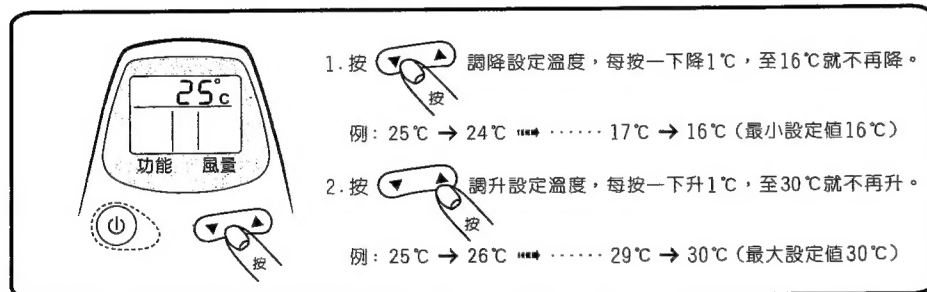 25°c
功能 風量
按
1.按 ▼ ▲ 調降設定溫度，每按一下降1℃，至16℃就不再降。
按
例：25℃ → 24℃ ┅➡ ⋯⋯ 17℃ → 16℃（最小設定值16℃）
2.按 ▼ ▲ 調升設定溫度，每按一下升1℃，至30℃就不再升。
按
例：25℃ → 26℃ ┅➡ ⋯⋯ 29℃ → 30℃（最大設定值30℃）